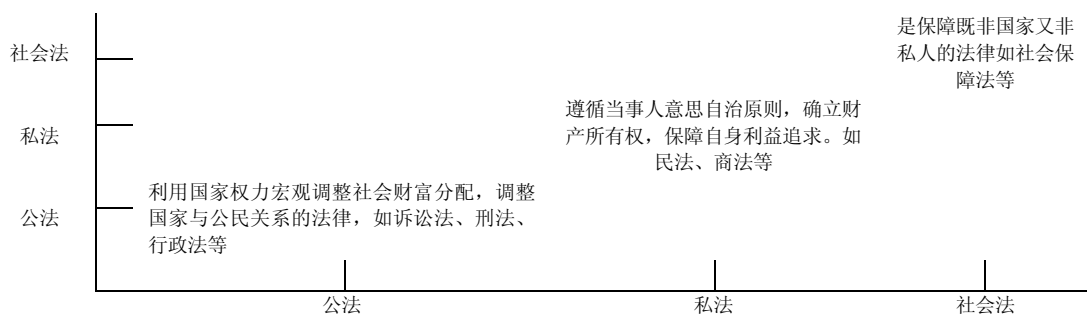 社会法
是保障既非国家又非
私人的法律如社会保
障法等
私法
遵循当事人意思自治原则，确立财
产所有权，保障自身利益追求。如
民法、商法等
公法
利用国家权力宏观调整社会财富分配，调整
国家与公民关系的法律，如诉讼法、刑法、
行政法等
公法
私法
社会法